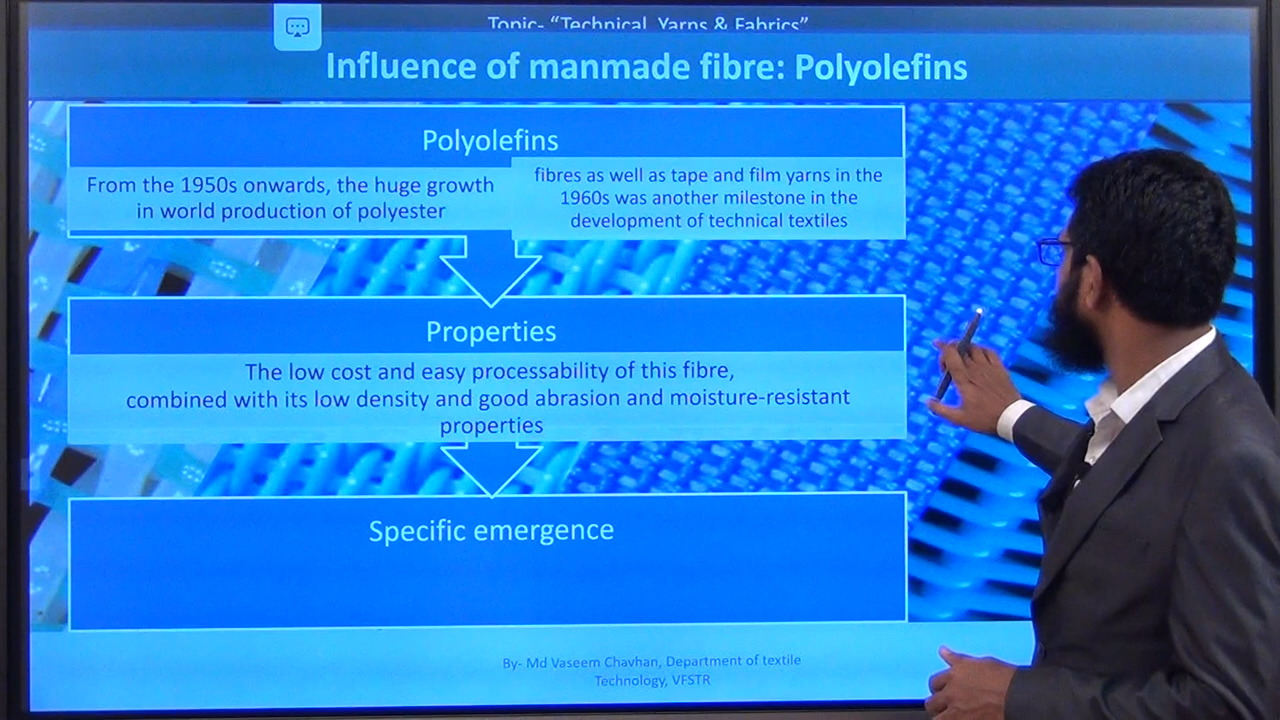 Topic- “Technical Yarns & Fabrics”
Influence of manmade fibre: Polyolefins
Polyolefins
From the 1950s onwards, the huge growth
in world production of polyester
fibres as well as tape and film yarns in the
1960s was another milestone in the
development of technical textiles
Properties
The low cost and easy processability of this fibre,
combined with its low density and good abrasion and moisture-resistant
properties
Specific emergence
By- Md Vaseem Chavhan, Department of textile
Technology, VFSTR